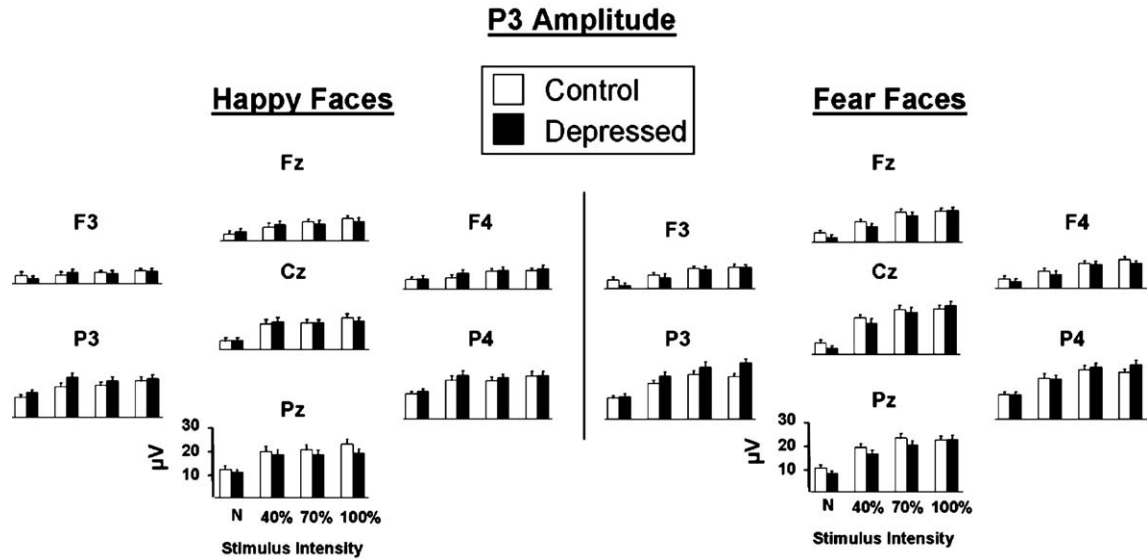 P3 Amplitude
Control
Depressed
Happy Faces
Fz
F3
F4
Cz
P3
P4
Pz
30
20
10
µV
N 40% 70% 100%
Stimulus Intensity
Fear Faces
Fz
F3
F4
Cz
P3
P4
Pz
30
20
10
µV
N 40% 70% 100%
Stimulus Intensity